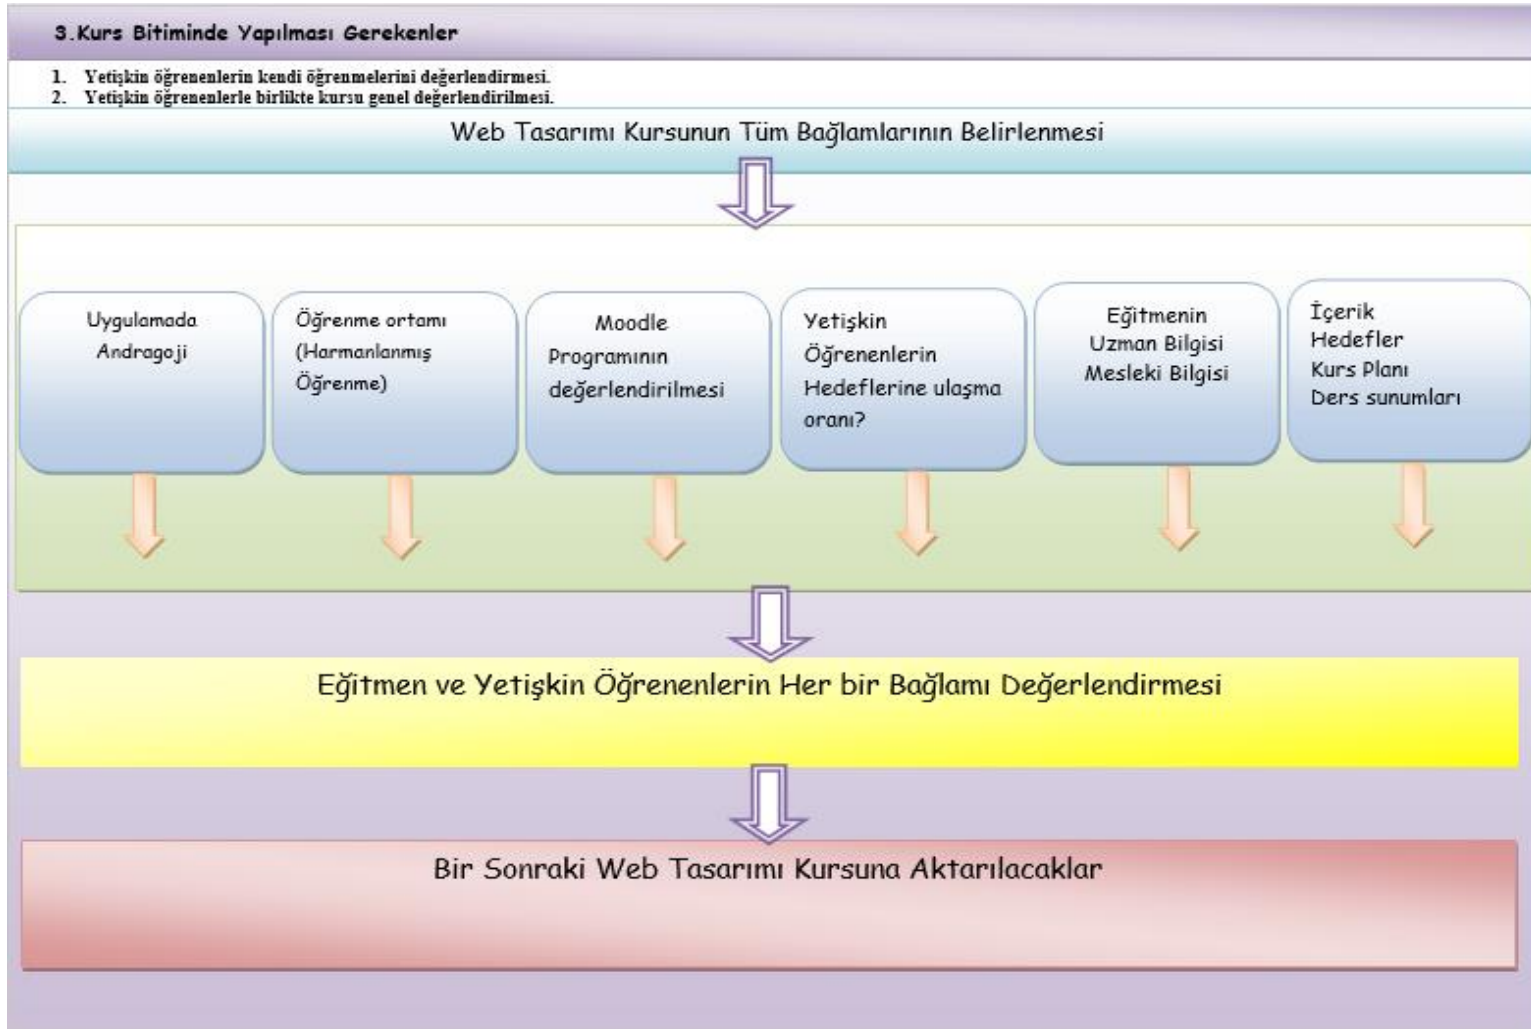 3.Kurs Bitiminde Yapılması Gerekenler
1. Yetişkin öğrenenlerin kendi öğrenmelerini değerlendirmesi.
2. Yetişkin öğrenenlerle birlikte kursu genel değerlendirilmesi.
Web Tasarımı Kursunun Tüm Bağlamlarının Belirlenmesi
Uygulamada
Andragoji
Öğrenme ortamı
(Harmanlanmış
Öğrenme)
Moodle
Programının
değerlendirilmesi
Yetişkin
Öğrenenlerin
Hedeflerine ulaşma
oranı?
Eğitmenin
Uzman Bilgisi
Mesleki Bilgisi
İçerik
Hedefler
Kurs Planı
Ders sunumları
Eğitmen ve Yetişkin Öğrenenlerin Her bir Bağlamı Değerlendirmesi
Bir Sonraki Web Tasarımı Kursuna Aktarılacaklar